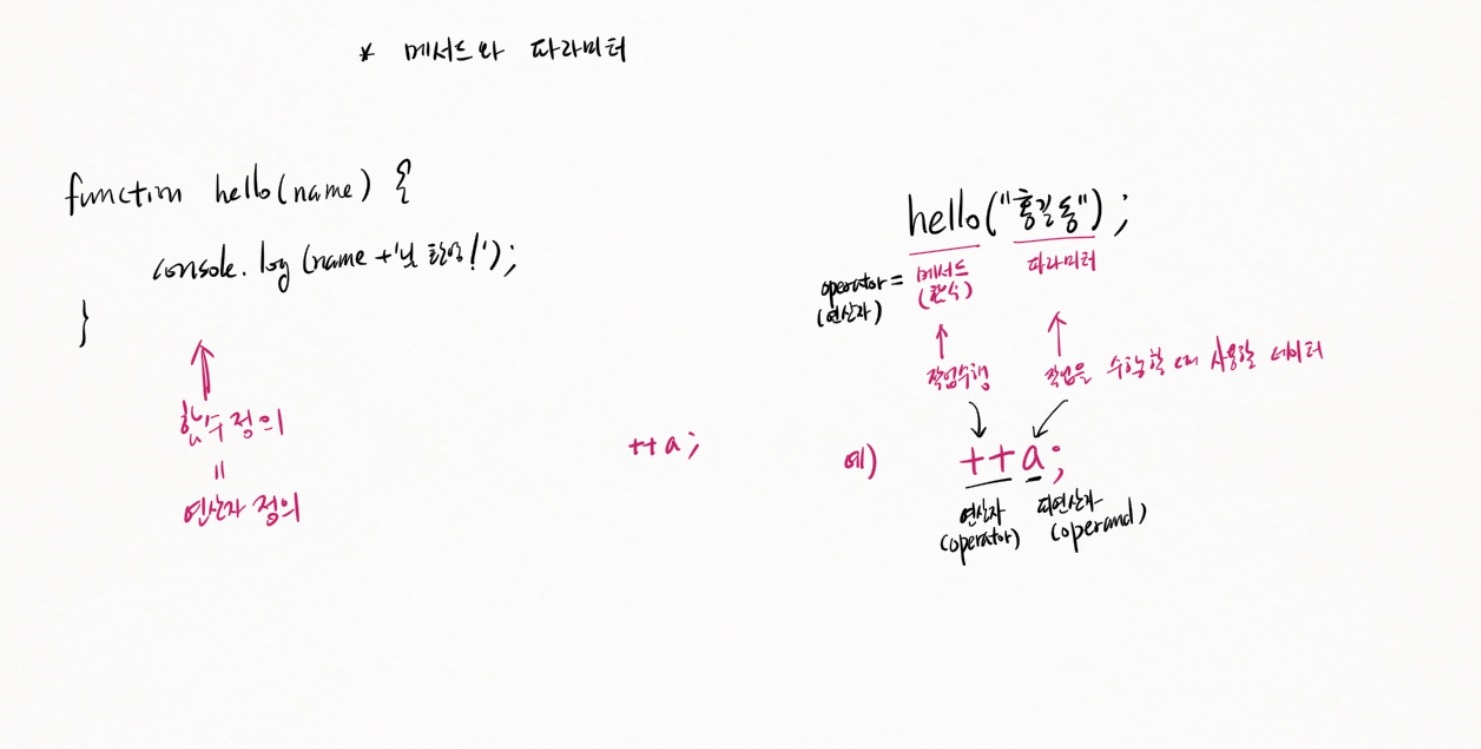 * 메서드와 파라미터
function hello(name) {
console.log(name +'님 환영!');
}
함수 정의
=
연산자 정의
++a;
hello("홍길동");
operator = 메서드 파라미터
(연산자) (함수)
작업수행 작업을 수행할 때 사용할 데이터
예) ++a;
연산자 피연산자
(operator) (operand)